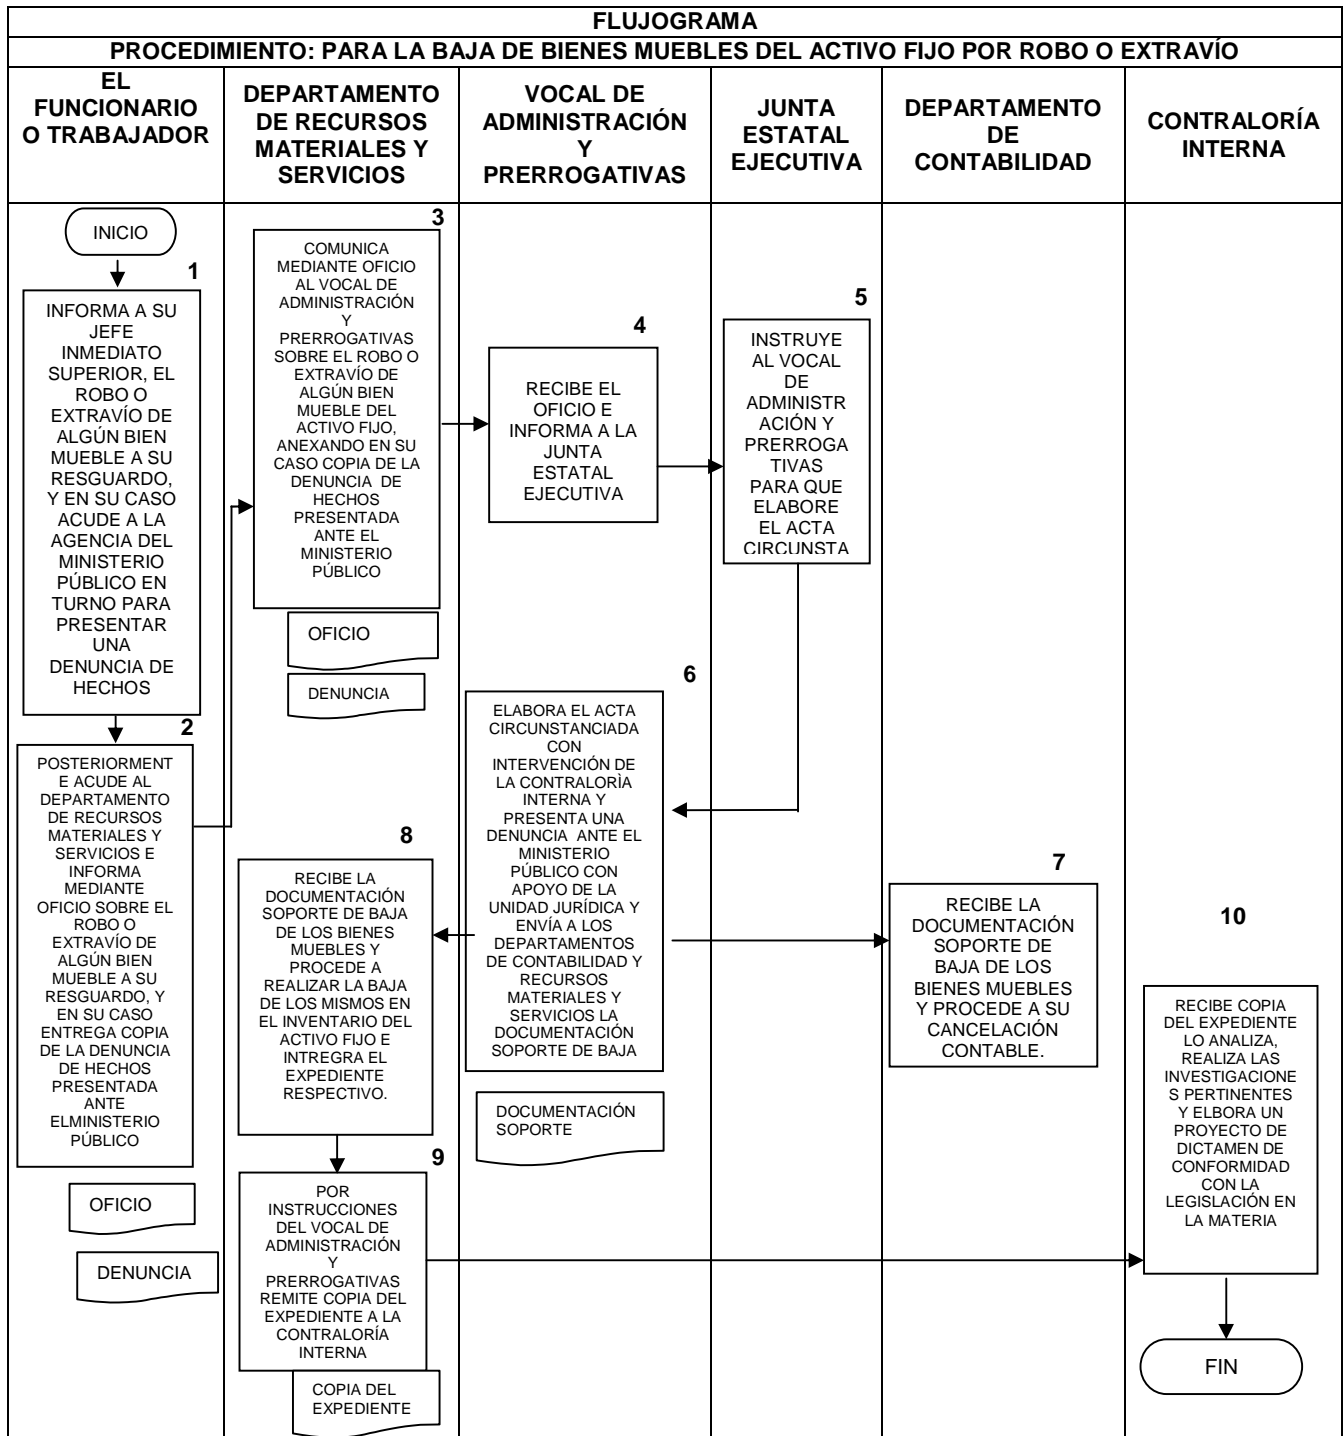 FLUJOGRAMA
PROCEDIMIENTO: PARA LA BAJA DE BIENES MUEBLES DEL ACTIVO FIJO POR ROBO O EXTRAVÍO
EL
FUNCIONARIO
O TRABAJADOR
DEPARTAMENTO
DE RECURSOS
MATERIALES Y
SERVICIOS
VOCAL DE
ADMINISTRACIÓN
Y
PRERROGATIVAS
JUNTA
ESTATAL
EJECUTIVA
DEPARTAMENTO
DE
CONTABILIDAD
CONTRALORÍA
INTERNA
INICIO
1
INFORMA A SU
JEFE
INMEDIATO
SUPERIOR, EL
ROBO O
EXTRAVÍO DE
ALGÚN BIEN
MUEBLE A SU
RESGUARDO,
Y EN SU CASO
ACUDE A LA
AGENCIA DEL
MINISTERIO
PÚBLICO EN
TURNO PARA
PRESENTAR
UNA
DENUNCIA DE
HECHOS
2
POSTERIORMENT
E ACUDE AL
DEPARTAMENTO
DE RECURSOS
MATERIALES Y
SERVICIOS E
INFORMA
MEDIANTE
OFICIO SOBRE EL
ROBO O
EXTRAVÍO DE
ALGÚN BIEN
MUEBLE A SU
RESGUARDO, Y
EN SU CASO
ENTREGA COPIA
DE LA DENUNCIA
DE HECHOS
PRESENTADA
ANTE
ELMINISTERIO
PÚBLICO
OFICIO
DENUNCIA
3
COMUNICA
MEDIANTE OFICIO
AL VOCAL DE
ADMINISTRACIÓN
Y
PRERROGATIVAS
SOBRE EL ROBO O
EXTRAVÍO DE
ALGÚN BIEN
MUEBLE DEL
ACTIVO FIJO,
ANEXANDO EN SU
CASO COPIA DE LA
DENUNCIA DE
HECHOS
PRESENTADA
ANTE EL
MINISTERIO
PÚBLICO
OFICIO
DENUNCIA
4
RECIBE EL
OFICIO E
INFORMA A LA
JUNTA
ESTATAL
EJECUTIVA
5
INSTRUYE
AL VOCAL
DE
ADMINISTR
ACIÓN Y
PRERROGA
TIVAS
PARA QUE
ELABORE
EL ACTA
CIRCUNSTA
6
ELABORA EL ACTA
CIRCUNSTANCIADA
CON
INTERVENCIÓN DE
LA CONTRALORÌA
INTERNA Y
PRESENTA UNA
DENUNCIA ANTE EL
MINISTERIO
PÚBLICO CON
APOYO DE LA
UNIDAD JURÍDICA Y
ENVÍA A LOS
DEPARTAMENTOS
DE CONTABILIDAD Y
RECURSOS
MATERIALES Y
SERVICIOS LA
DOCUMENTACIÓN
SOPORTE DE BAJA
DOCUMENTACIÓN
SOPORTE
7
RECIBE LA
DOCUMENTACIÓN
SOPORTE DE
BAJA DE LOS
BIENES MUEBLES
Y PROCEDE A SU
CANCELACIÓN
CONTABLE.
8
RECIBE LA
DOCUMENTACIÓN
SOPORTE DE BAJA
DE LOS BIENES
MUEBLES Y
PROCEDE A
REALIZAR LA BAJA
DE LOS MISMOS EN
EL INVENTARIO DEL
ACTIVO FIJO E
INTREGRA EL
EXPEDIENTE
RESPECTIVO.
9
POR
INSTRUCCIONES
DEL VOCAL DE
ADMINISTRACIÓN
Y
PRERROGATIVAS
REMITE COPIA DEL
EXPEDIENTE A LA
CONTRALORÍA
INTERNA
COPIA DEL
EXPEDIENTE
10
RECIBE COPIA
DEL EXPEDIENTE
LO ANALIZA,
REALIZA LAS
INVESTIGACIONE
S PERTINENTES
Y ELBORA UN
PROYECTO DE
DICTAMEN DE
CONFORMIDAD
CON LA
LEGISLACIÓN EN
LA MATERIA
FIN